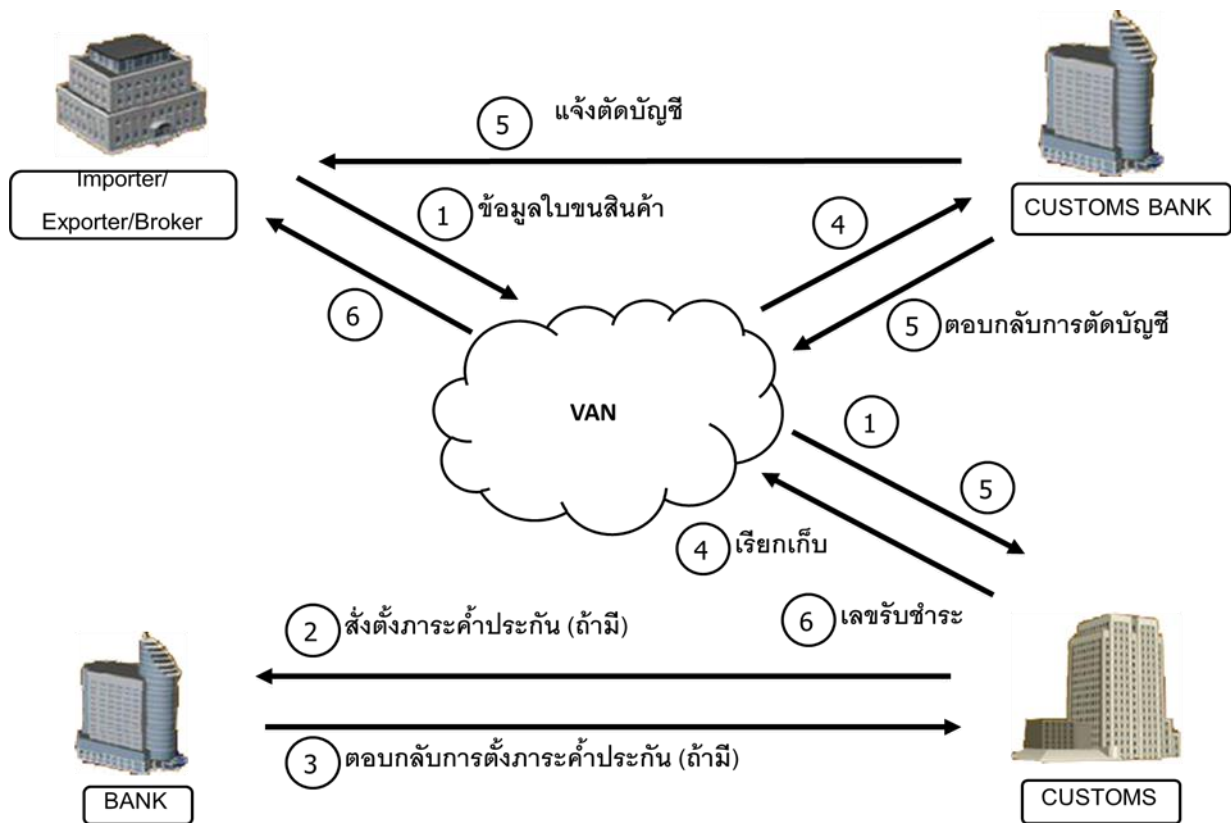 5 แจ้งตัดบัญชี
Importer/
Exporter/Broker
1 ข้อมูลใบขนสินค้า
4
CUSTOMS BANK
6
5 ตอบกลับการตัดบัญชี
VAN
1
5
4 เรียกเก็บ
6 เลขรับชำระ
2 สั่งตั้งภาระค้ำประกัน (ถ้ามี)
3 ตอบกลับการตั้งภาระค้ำประกัน (ถ้ามี)
BANK
CUSTOMS